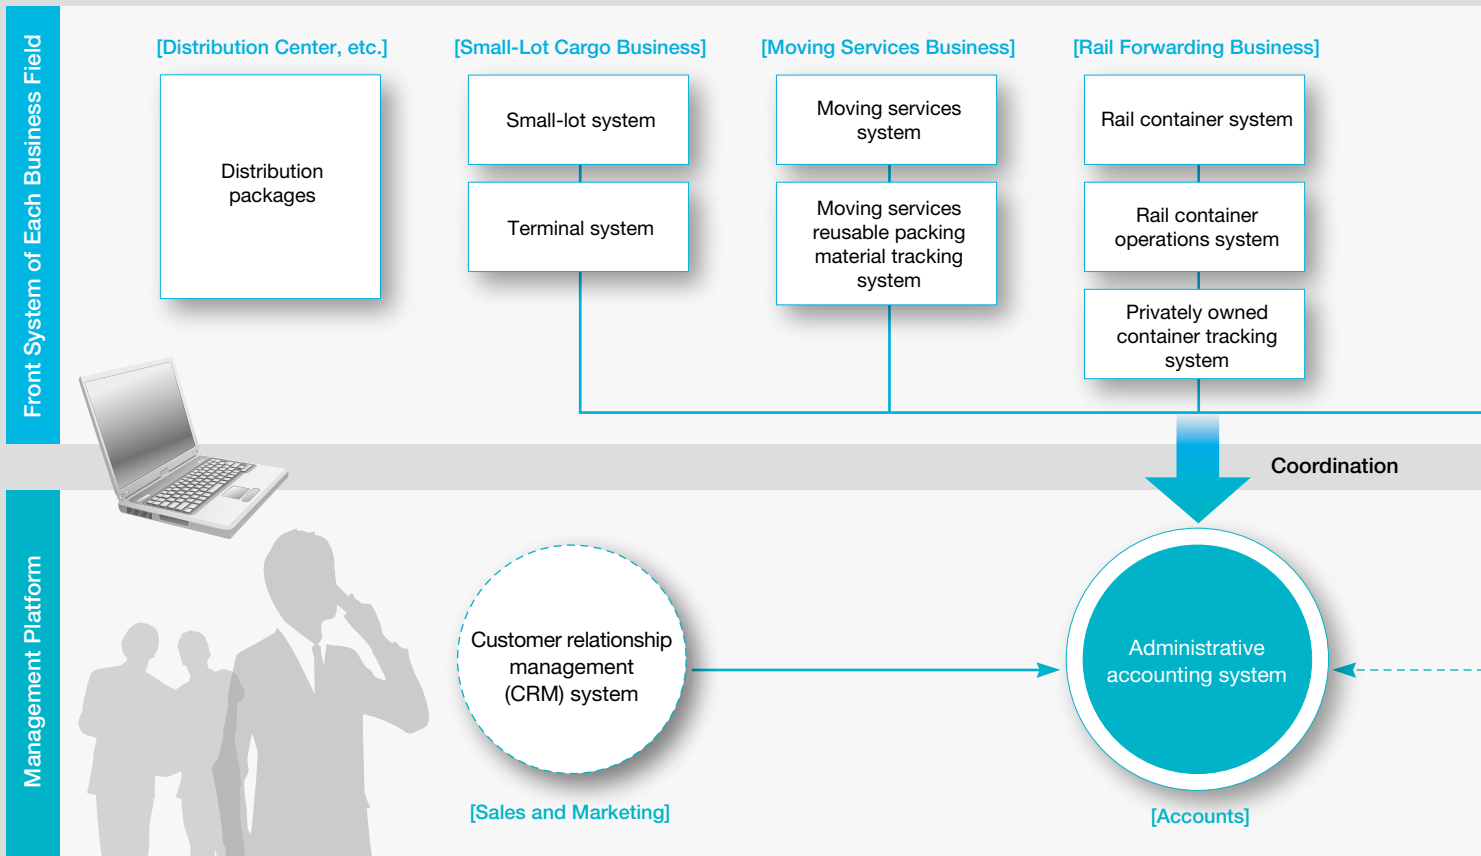 Front System of Each Business Field
[Distribution Center, etc.]
Distribution
packages
[Small-Lot Cargo Business]
Small-lot system
Terminal system
[Moving Services Business]
Moving services
system
Moving services
reusable packing
material tracking
system
[Rail Forwarding Business]
Rail container system
Rail container
operations system
Privately owned
container tracking
system
Coordination
Management Platform
Customer relationship
management
(CRM) system
[Sales and Marketing]
Administrative
accounting system
[Accounts]